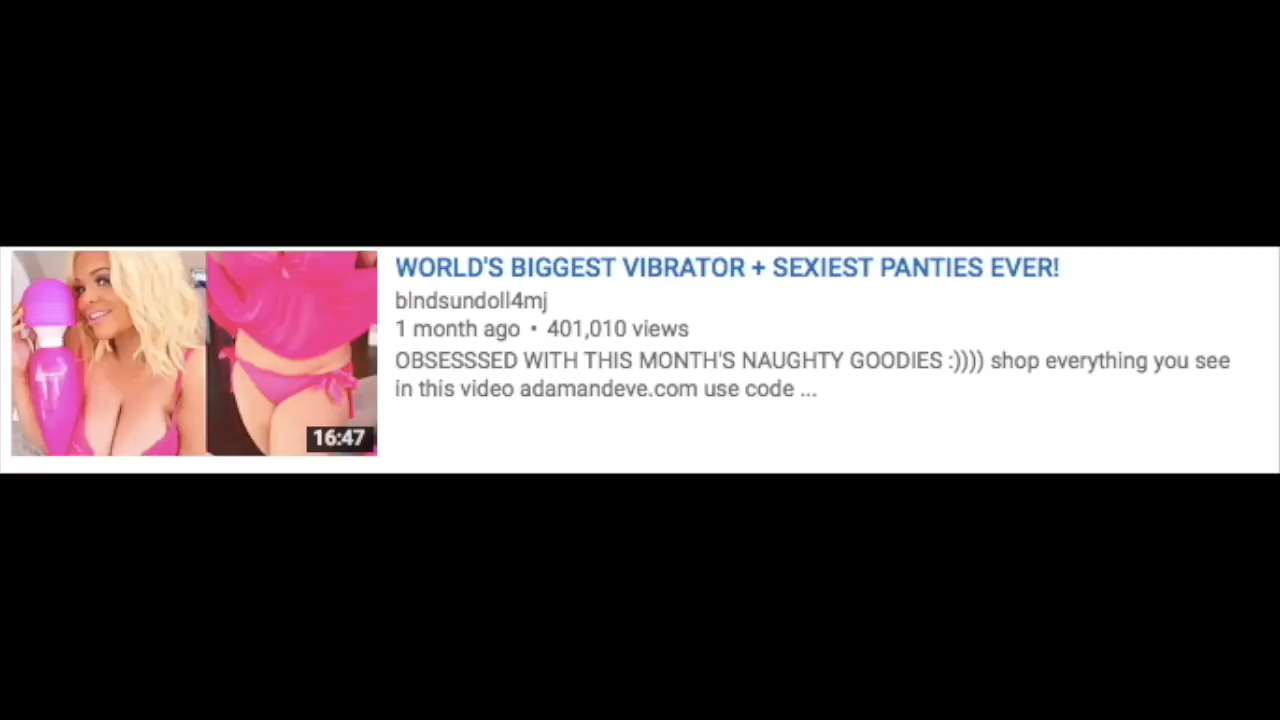 WORLD'S BIGGEST VIBRATOR + SEXIEST PANTIES EVER!
blndsundoll4mj
1 month ago • 401,010 views
OBSESSSED WITH THIS MONTH'S NAUGHTY GOODIES :)))) shop everything you see
in this video adamandeve.com use code ...
16:47